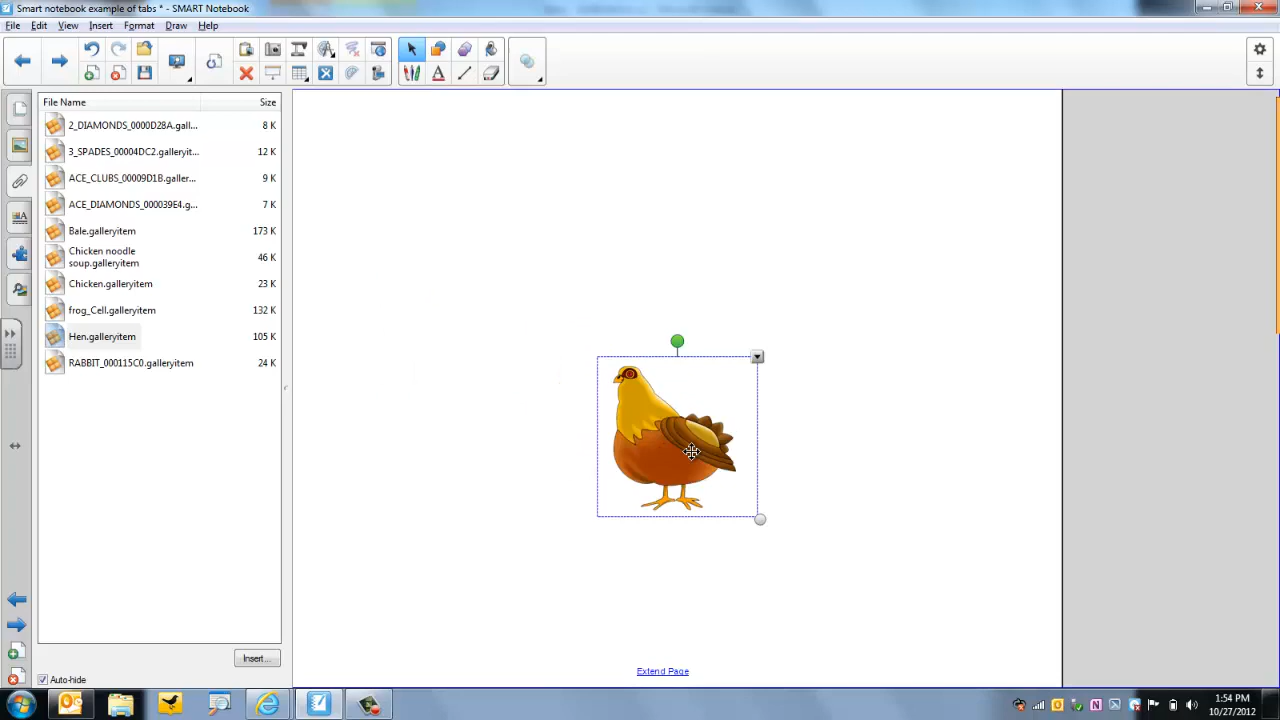 Smart notebook example of tabs * - SMART Notebook
File Edit View Insert Format Draw Help
File Name Size
2_DIAMONDS_0000D28A.gall... 8 K
3_SPADES_00004DC2.galleryit... 12 K
ACE_CLUBS_00009D1B.galler... 9 K
ACE_DIAMONDS_000039E4.g... 7 K
Bale.galleryitem 173 K
Chicken noodle
soup.galleryitem 46 K
Chicken.galleryitem 23 K
frog_Cell.galleryitem 132 K
Hen.galleryitem 105 K
RABBIT_000115C0.galleryitem 24 K
Insert...
Extend Page
Auto-hide
1:54 PM
10/27/2012